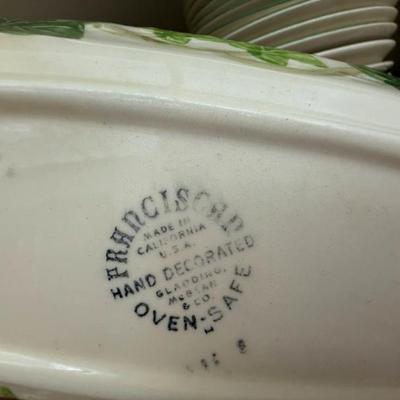 FRANCISCAN
MADE IN
CALIFORNIA
U.S.A.
HAND DECORATED
GLADDING,
McBEAN
& CO.
OVEN-SAFE